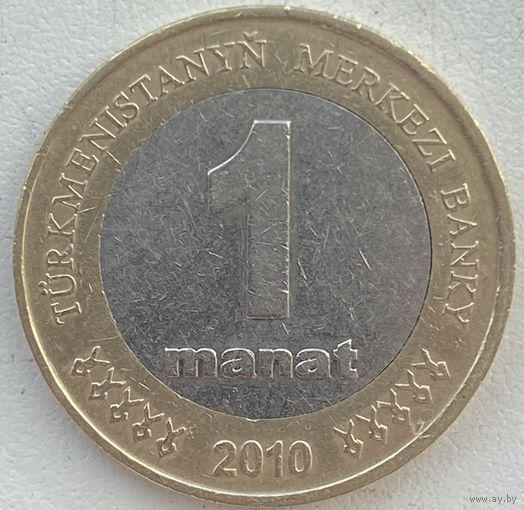 TÜRKMENISTANYŇ MERKEZI BANKY
1
manat
2010
www.ay.by